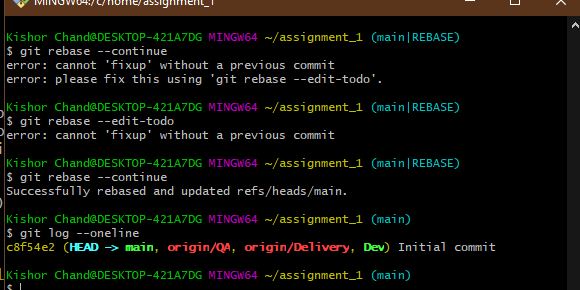 MINGW64:/c/home/assignment_1
Kishor Chand@DESKTOP-421A7DG MINGW64 ~/assignment_1 (main|REBASE)
$ git rebase --continue
error: cannot 'fixup' without a previous commit
error: please fix this using 'git rebase --edit-todo'.
Kishor Chand@DESKTOP-421A7DG MINGW64 ~/assignment_1 (main|REBASE)
$ git rebase --edit-todo
error: cannot 'fixup' without a previous commit
Kishor Chand@DESKTOP-421A7DG MINGW64 ~/assignment_1 (main|REBASE)
$ git rebase --continue
Successfully rebased and updated refs/heads/main.
Kishor Chand@DESKTOP-421A7DG MINGW64 ~/assignment_1 (main)
$ git log --oneline
c8f54e2 (HEAD -> main, origin/QA, origin/Delivery, Dev) Initial commit
Kishor Chand@DESKTOP-421A7DG MINGW64 ~/assignment_1 (main)
$